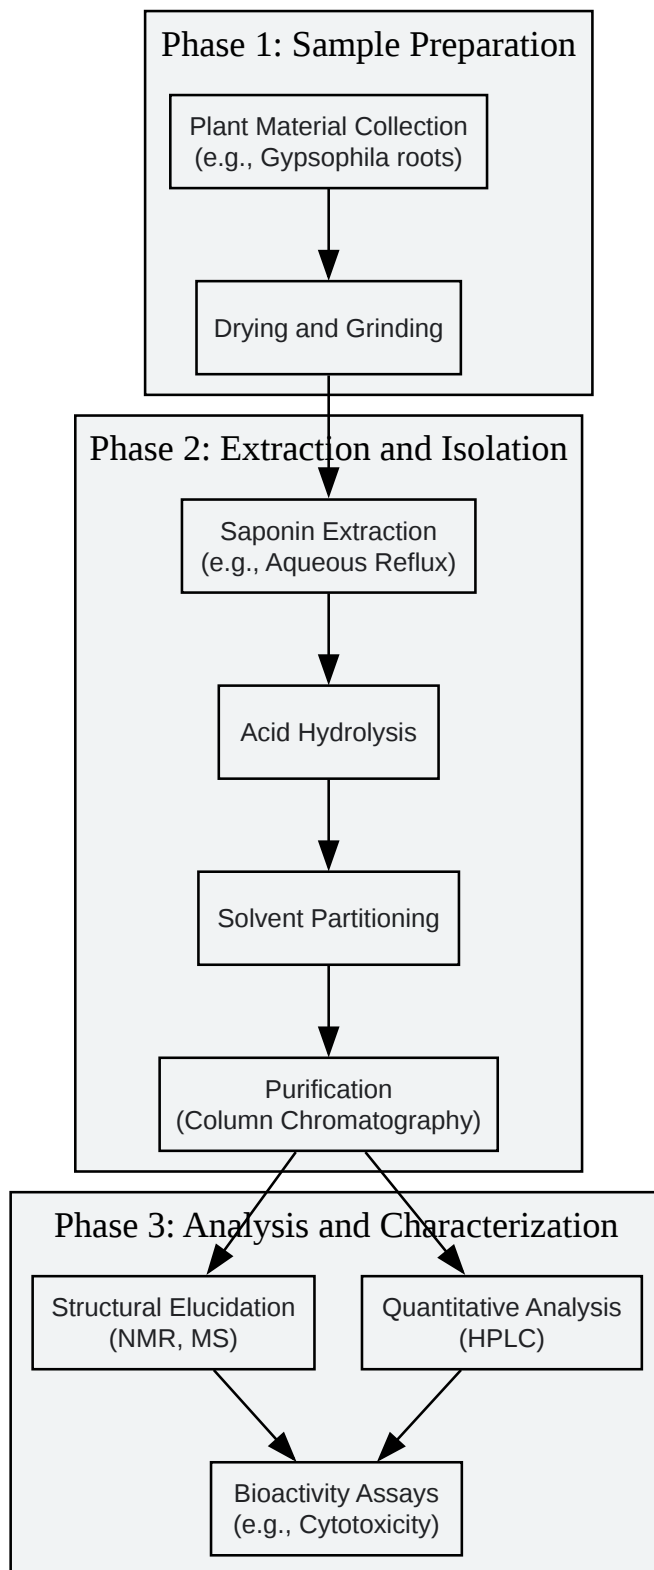 Phase 1: Sample Preparation
Plant Material Collection
(e.g., Gypsophila roots)
Drying and Grinding
Phase 2: Extraction and Isolation
Saponin Extraction
(e.g., Aqueous Reflux)
Acid Hydrolysis
Solvent Partitioning
Purification
(Column Chromatography)
Phase 3: Analysis and Characterization
Structural Elucidation
(NMR, MS)
Quantitative Analysis
(HPLC)
Bioactivity Assays
(e.g., Cytotoxicity)